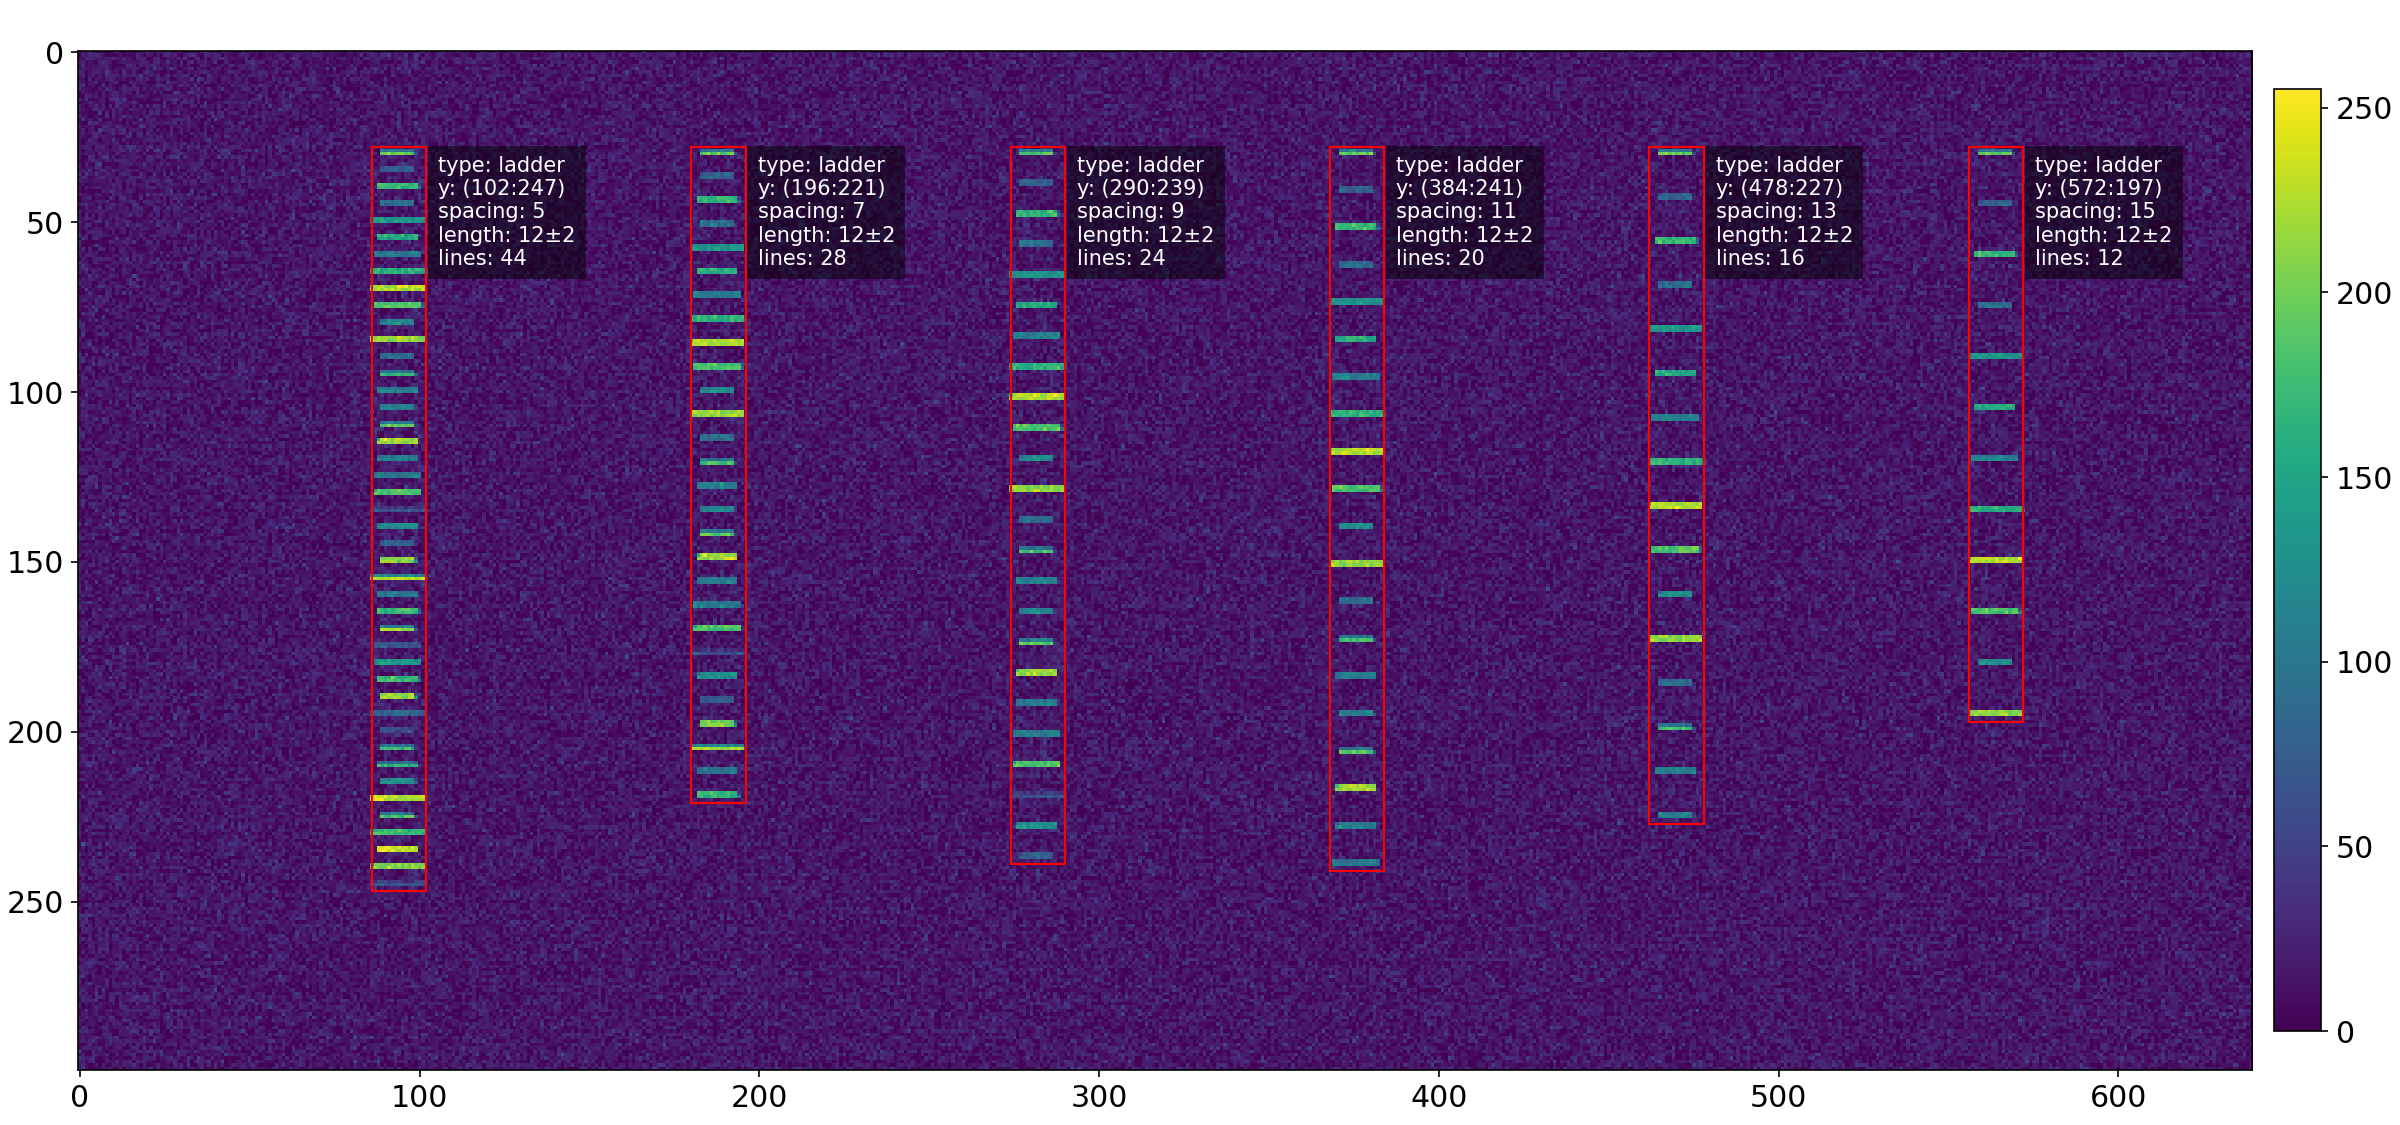 type: ladder
y: (102:247)
spacing: 5
length: 12±2
lines: 44
type: ladder
y: (196:221)
spacing: 7
length: 12±2
lines: 28
type: ladder
y: (290:239)
spacing: 9
length: 12±2
lines: 24
type: ladder
y: (384:241)
spacing: 11
length: 12±2
lines: 20
type: ladder
y: (478:227)
spacing: 13
length: 12±2
lines: 16
type: ladder
y: (572:197)
spacing: 15
length: 12±2
lines: 12
0
50
100
150
200
250
0 100 200 300 400 500 600
250
200
150
100
50
0